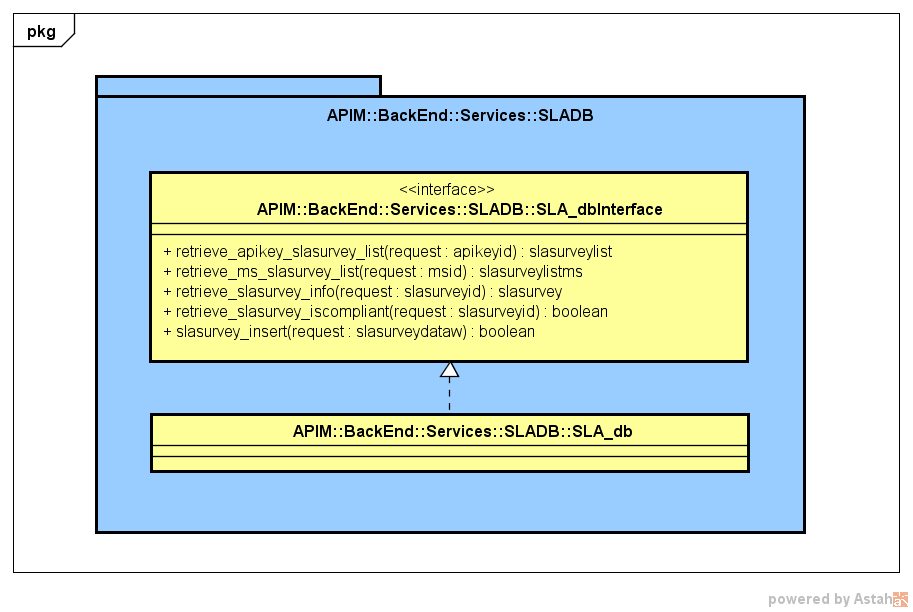 pkg
APIM::BackEnd::Services::SLADB
<<interface>>
APIM::BackEnd::Services::SLADB::SLA_dbInterface
+ retrieve_apikey_slasurvey_list(request : apikeyid) : slasurveylist
+ retrieve_ms_slasurvey_list(request : msid) : slasurveylistms
+ retrieve_slasurvey_info(request : slasurveyid) : slasurvey
+ retrieve_slasurvey_iscompliant(request : slasurveyid) : boolean
+ slasurvey_insert(request : slasurveydataw) : boolean
APIM::BackEnd::Services::SLADB::SLA_db
powered by Astah